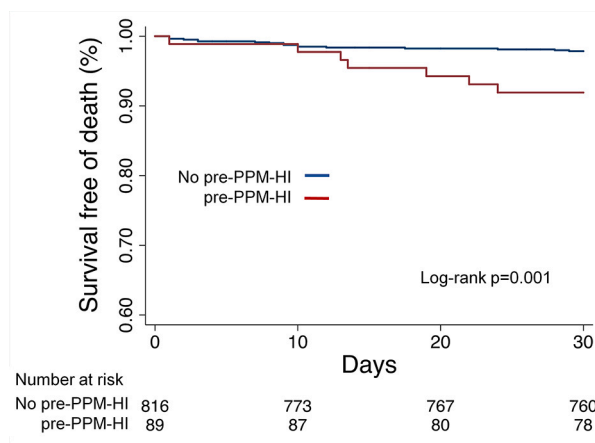 Survival free of death (%)
1.00
0.90
0.80
0.70
0.60
No pre-PPM-HI
pre-PPM-HI
Log-rank p=0.001
0 10 20 30
Days
Number at risk
No pre-PPM-HI 816 773 767 760
pre-PPM-HI 89 87 80 78